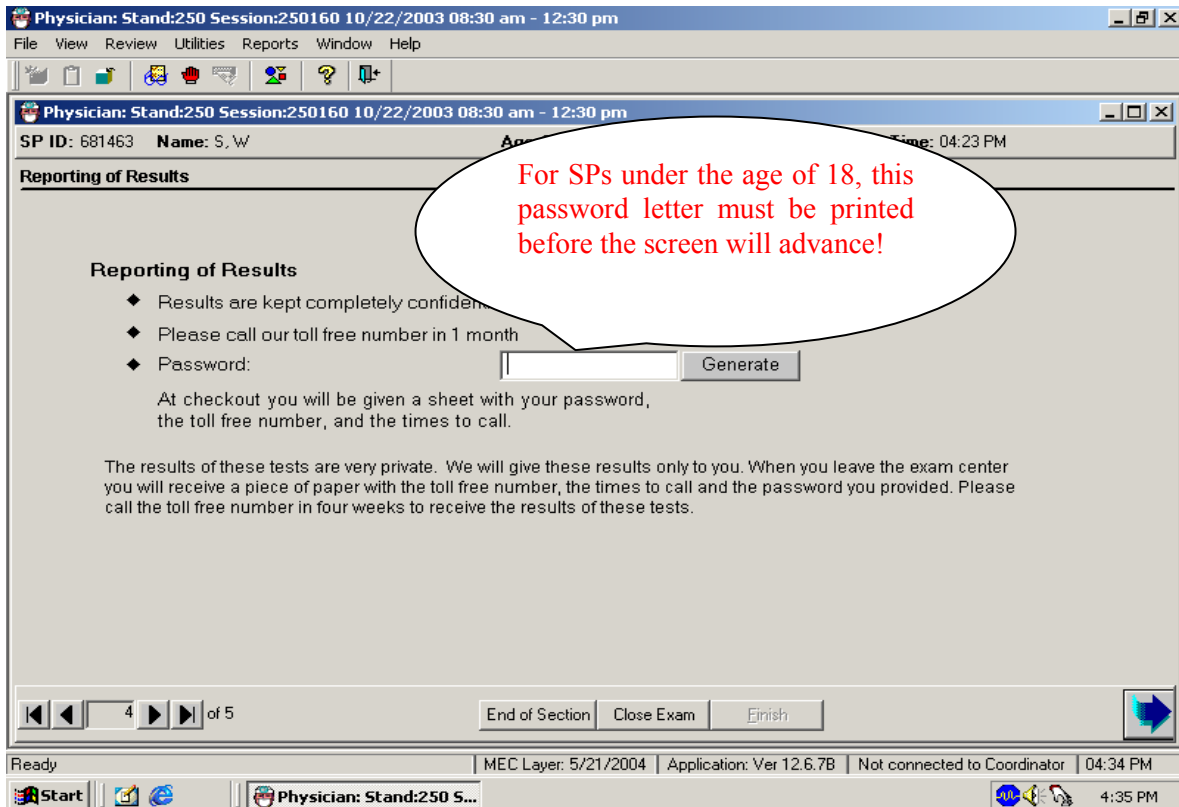 Physician: Stand:250 Session:250160 10/22/2003 08:30 am - 12:30 pm
File View Review Utilities Reports Window Help
Physician: Stand:250 Session:250160 10/22/2003 08:30 am - 12:30 pm
SP ID: 681463 Name: S, W 04:23 PM
Reporting of Results
For SPs under the age of 18, this
password letter must be printed
before the screen will advance!
Reporting of Results
Results are kept completely
Please call our toll free number in 1 month
Password: Generate
At checkout you will be given a sheet with your password,
the toll free number, and the times to call.
The results of these tests are very private. We will give these results only to you. When you leave the exam center
you will receive a piece of paper with the toll free number, the times to call and the password you provided. Please
call the toll free number in four weeks to receive the results of these tests.
4 of 5 End of Section Close Exam Finish
Ready MEC Layer: 5/21/2004 Application: Ver 12.6.7B Not connected to Coordinator 04:34 PM
Start Physician: Stand:250 S... 4:35 PM